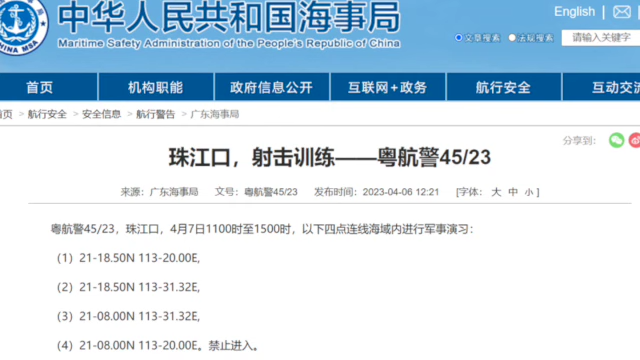 中华人民共和国海事局
Maritime Safety Administration of the People's Republic of China
CHINA MSA
English |
文章搜索 法规搜索 请输入关键字
首页 机构职能 政府信息公开 互联网+政务 航行安全 互动交流
首页 > 航行安全 > 安全信息 > 航行警告 > 广东海事局
分享到:
珠江口，射击训练——粤航警45/23
来源: 广东海事局 文号: 粤航警45/23 发布时间: 2023-04-06 12:21 [字体: 大 中 小 ]
粤航警45/23，珠江口，4月7日1100时至1500时，以下四点连线海域内进行军事演习：
（1）21-18.50N 113-20.00E,
（2）21-18.50N 113-31.32E,
（3）21-08.00N 113-31.32E,
（4）21-08.00N 113-20.00E。禁止进入。